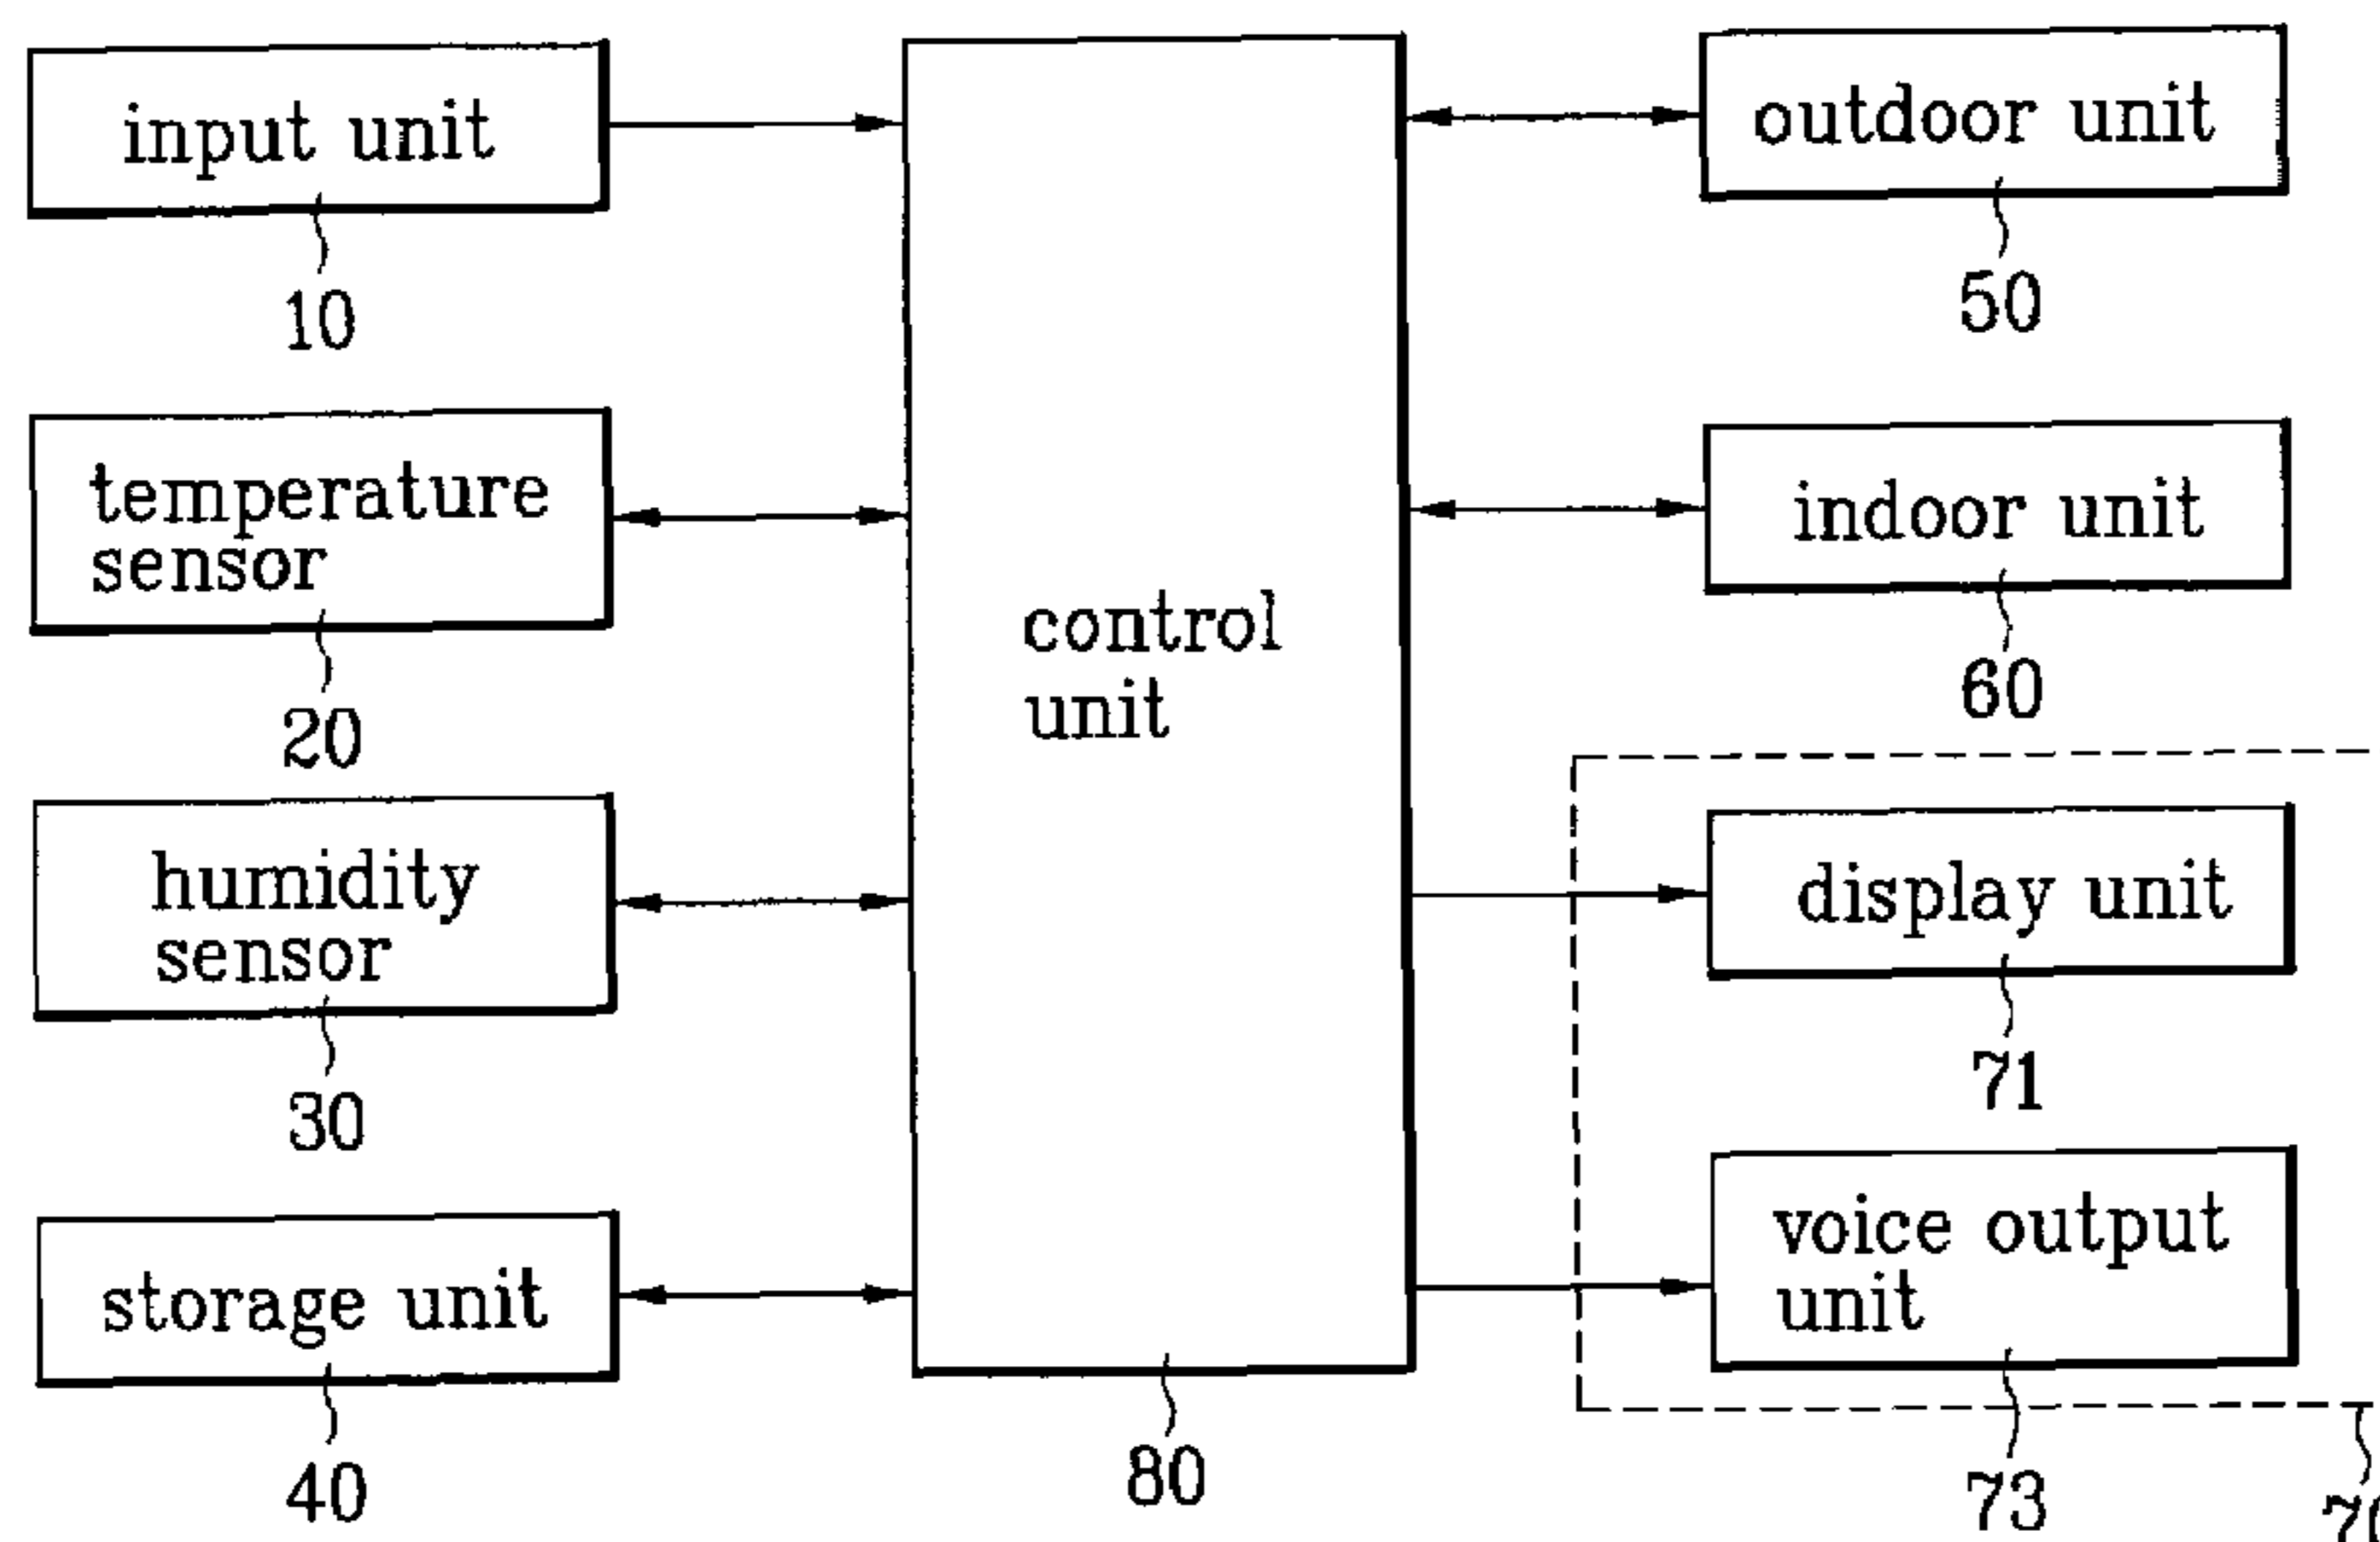 input unit
10
temperature
sensor
20
humidity
sensor
30
storage unit
40
control
unit
80
outdoor unit
50
indoor unit
60
display unit
71
voice output
unit
73